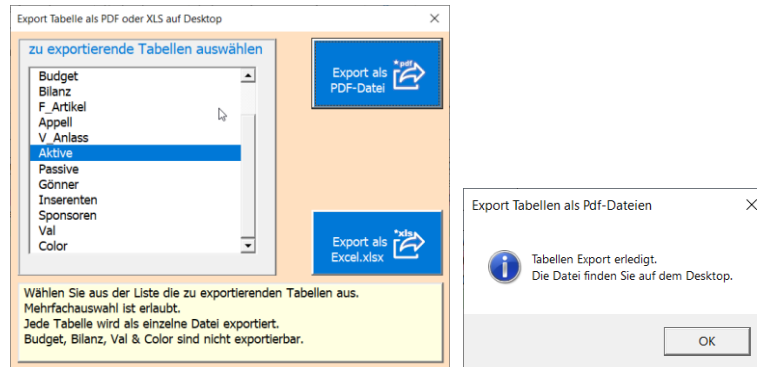 Export Tabelle als PDF oder XLS auf Desktop
zu exportierende Tabellen auswählen
Budget
Bilanz
F_Artikel
Appell
V_Anlass
Aktive
Passive
Gönner
Inserenten
Sponsoren
Val
Color
*pdf
Export als
PDF-Datei
*xls
Export als
Excel.xlsx
Wählen Sie aus der Liste die zu exportierenden Tabellen aus.
Mehrfachauswahl ist erlaubt.
Jede Tabelle wird als einzelne Datei exportiert.
Budget, Bilanz, Val & Color sind nicht exportierbar.
Export Tabellen als Pdf-Dateien
Tabellen Export erledigt.
Die Datei finden Sie auf dem Desktop.
OK